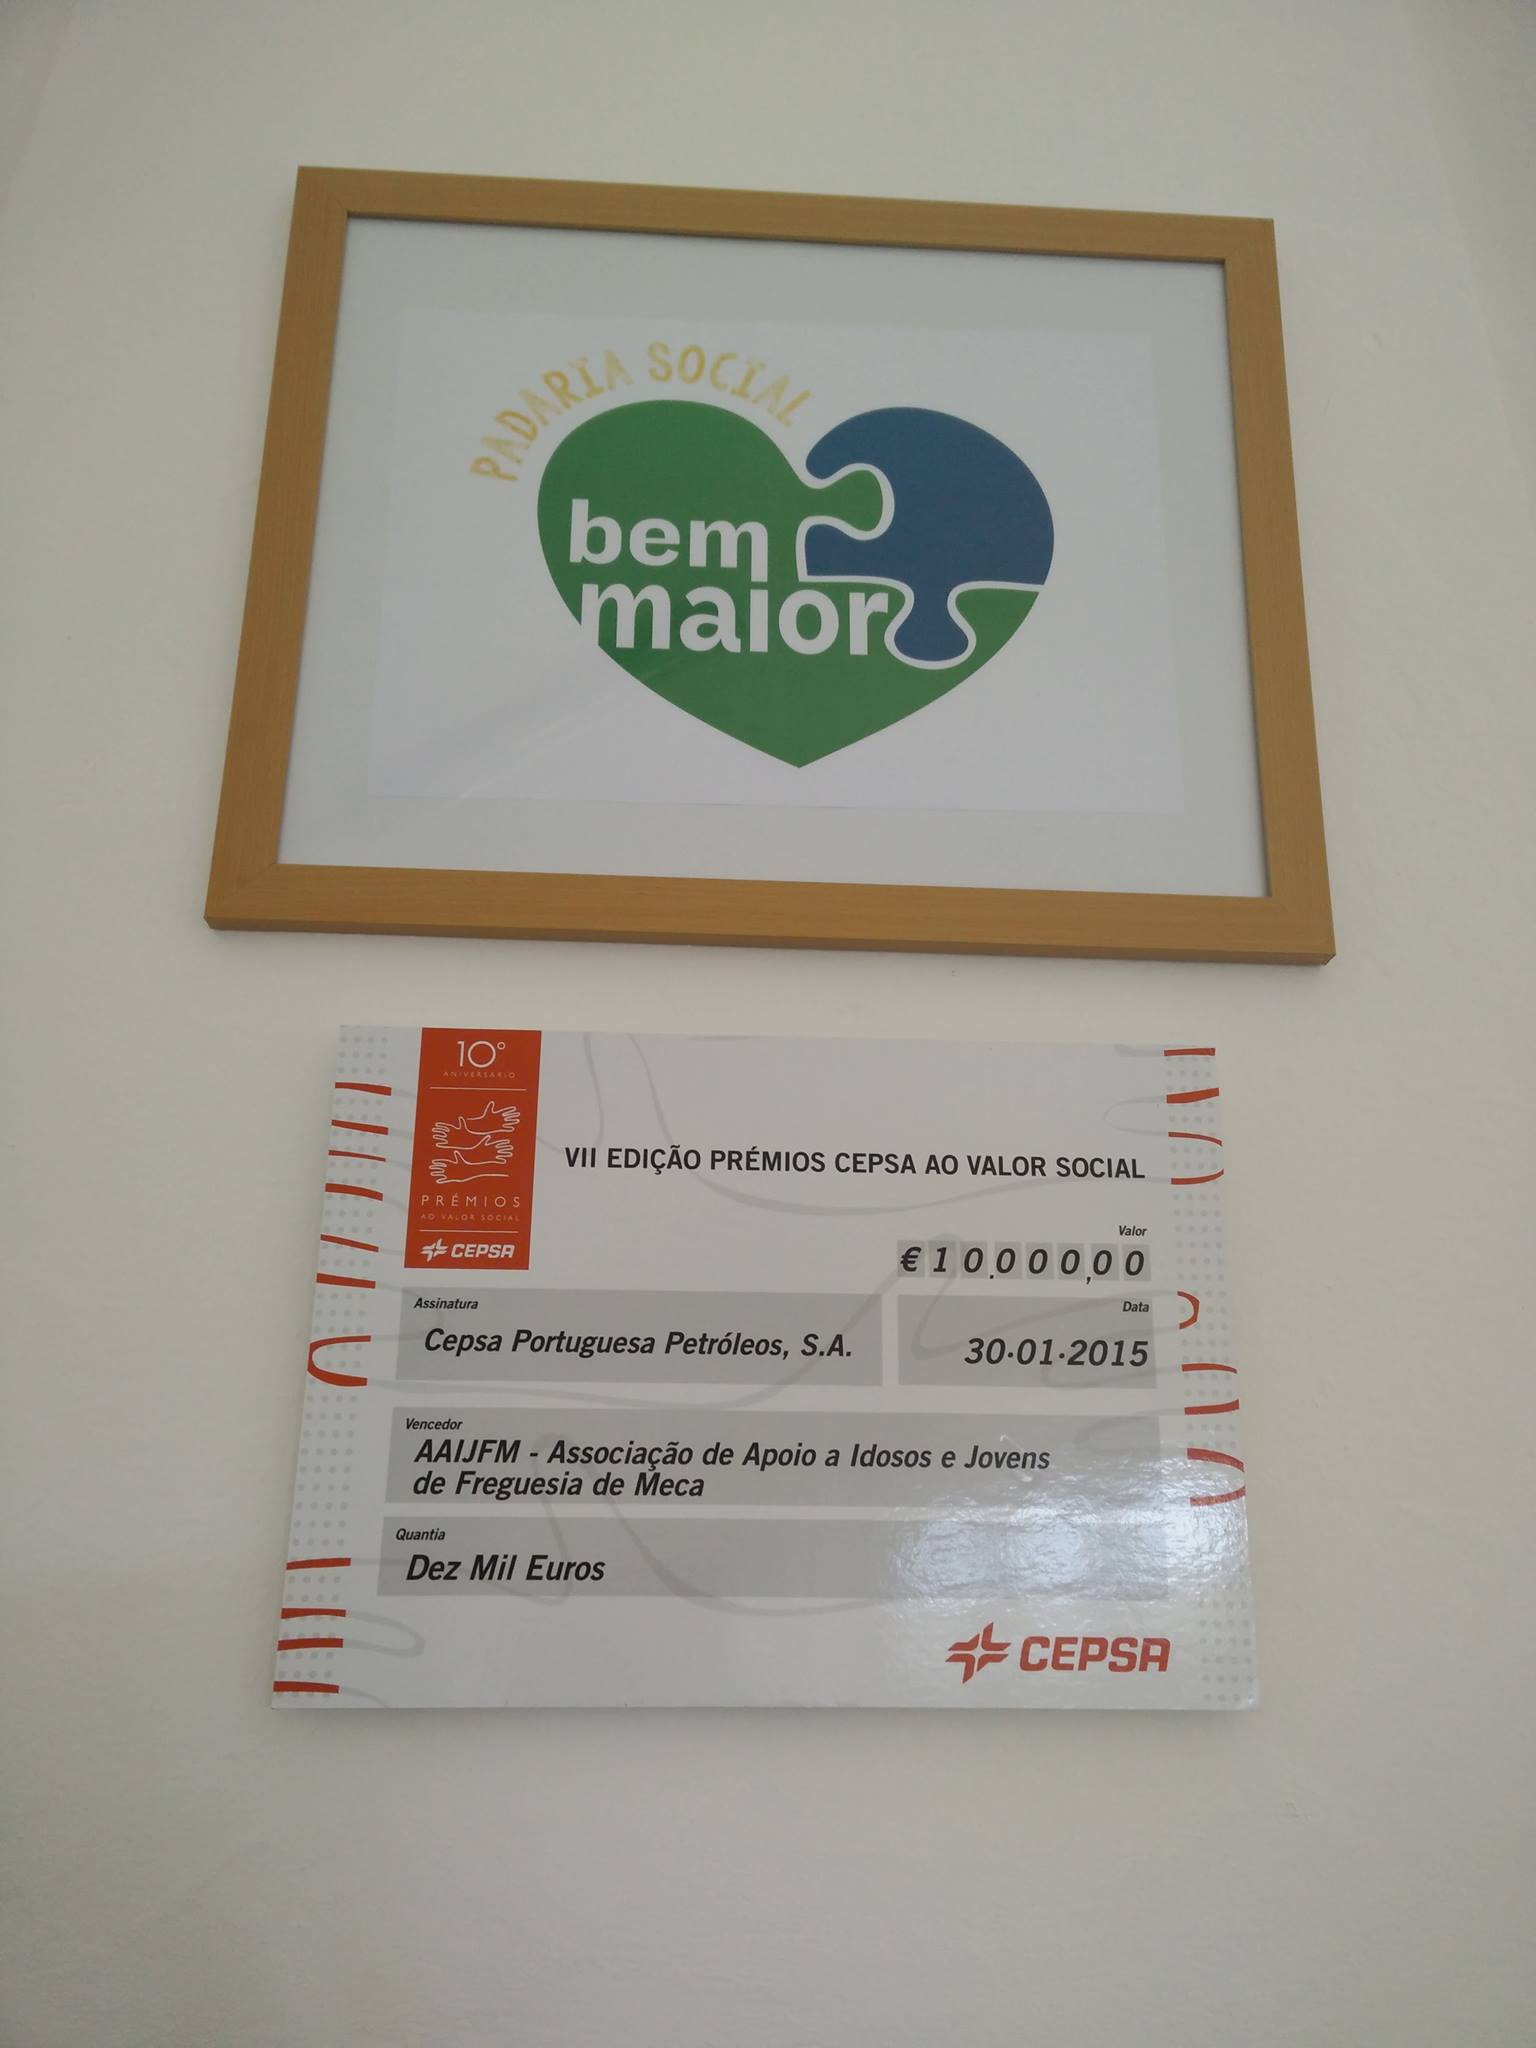 PADARIA SOCIAL
bem
maior
10º
ANIVERSÁRIO
PRÉMIOS
AO VALOR SOCIAL
CEPSA
VII EDIÇÃO PRÉMIOS CEPSA AO VALOR SOCIAL
Valor
€10.000,00
Assinatura
Cepsa Portuguesa Petróleos, S.A.
Data
30·01·2015
Vencedor
AAIJFM - Associação de Apoio a Idosos e Jovens
de Freguesia de Meca
Quantia
Dez Mil Euros
CEPSA